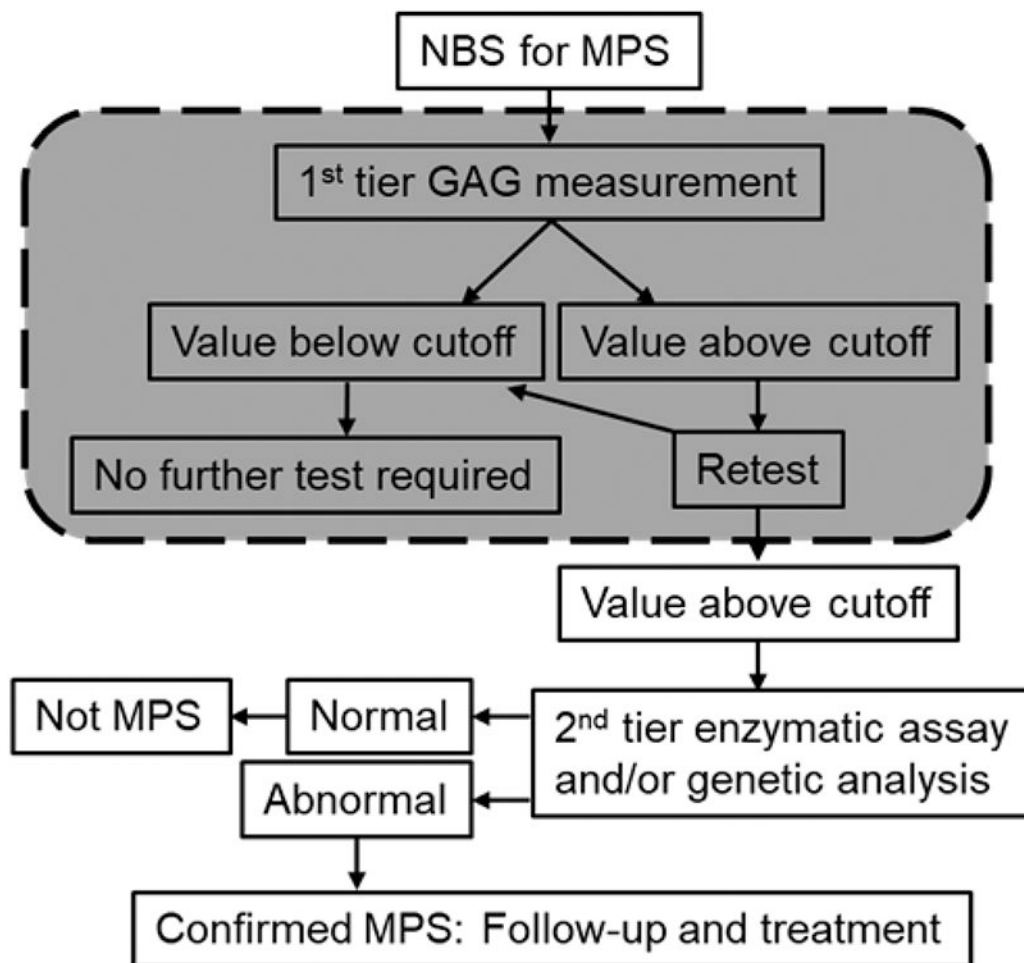 NBS for MPS
1st tier GAG measurement
Value below cutoff
Value above cutoff
No further test required
Retest
Value above cutoff
Not MPS
Normal
2nd tier enzymatic assay
and/or genetic analysis
Abnormal
Confirmed MPS: Follow-up and treatment